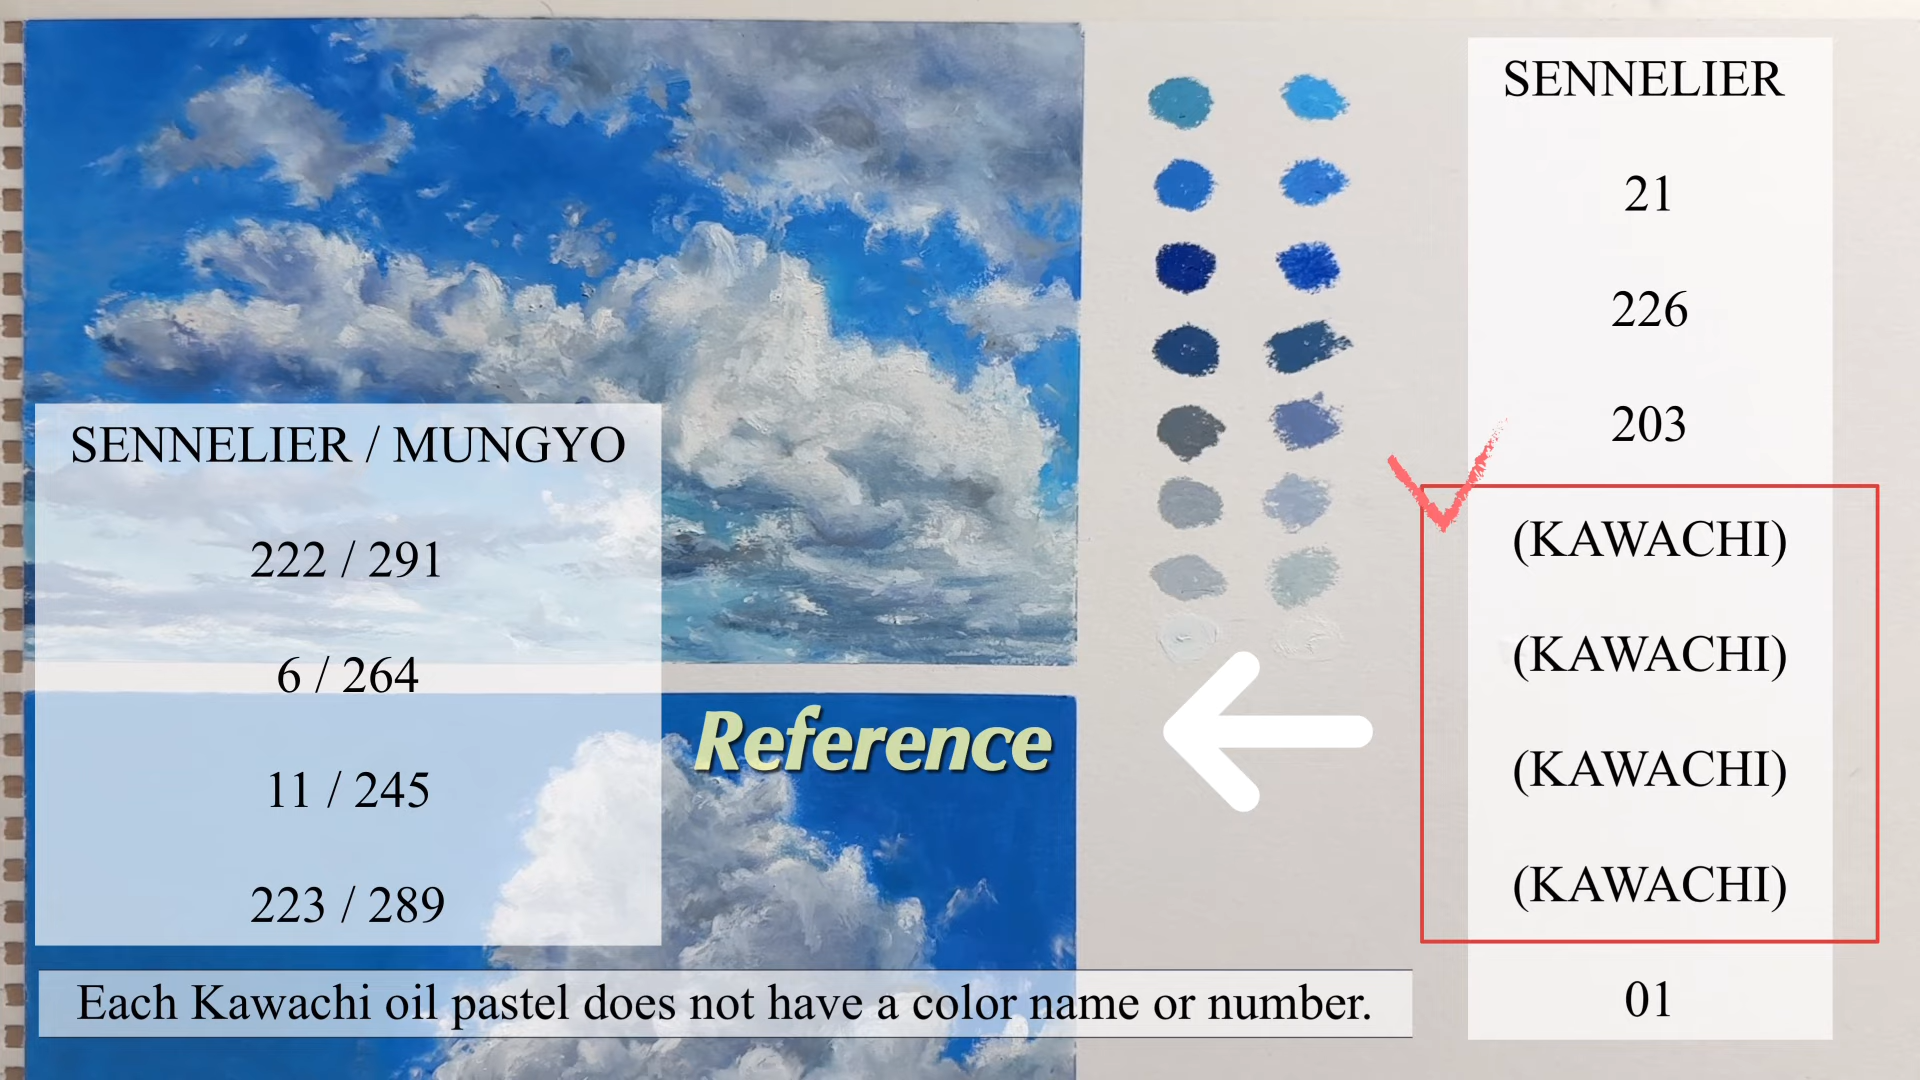 SENNELIER
21
226
203
(KAWACHI)
(KAWACHI)
(KAWACHI)
(KAWACHI)
01
SENNELIER / MUNGYO
222 / 291
6 / 264
11 / 245
223 / 289
Reference
Each Kawachi oil pastel does not have a color name or number.